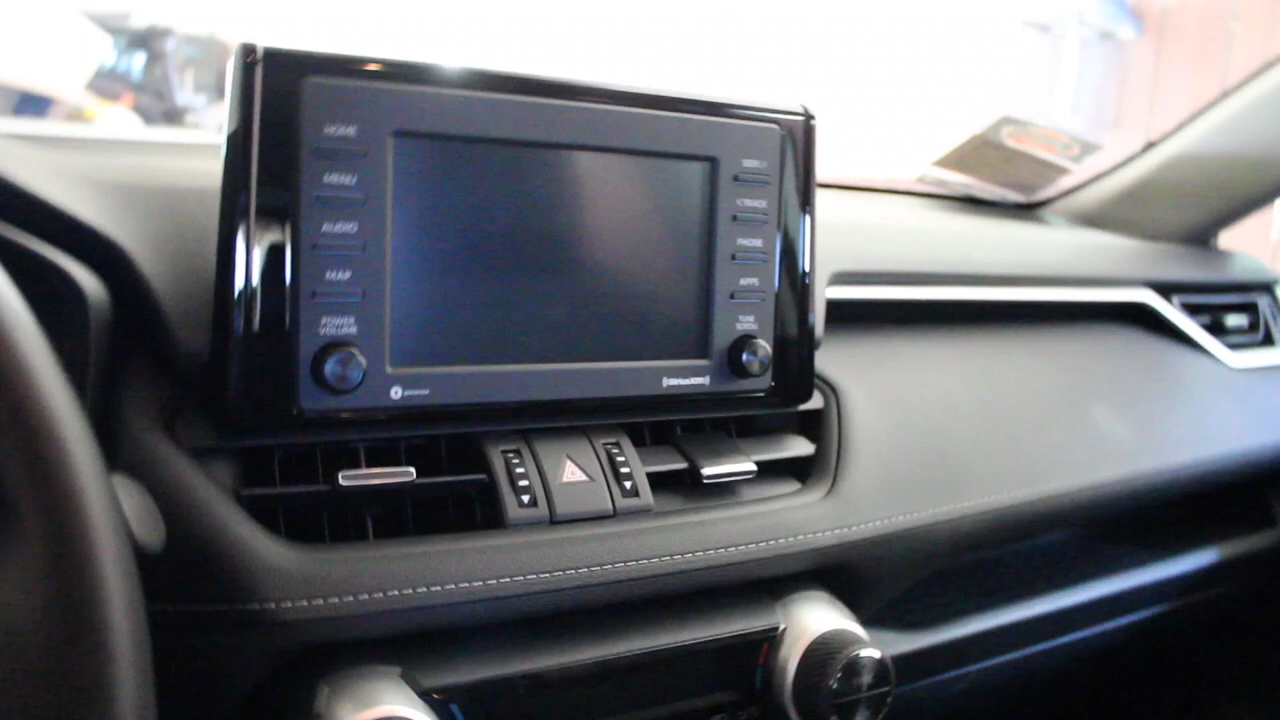 HOME
MENU
AUDIO
MAP
POWER
VOLUME
SEEK>
<TRACK
PHONE
APPS
TUNE
SCROLL
SiriusXM